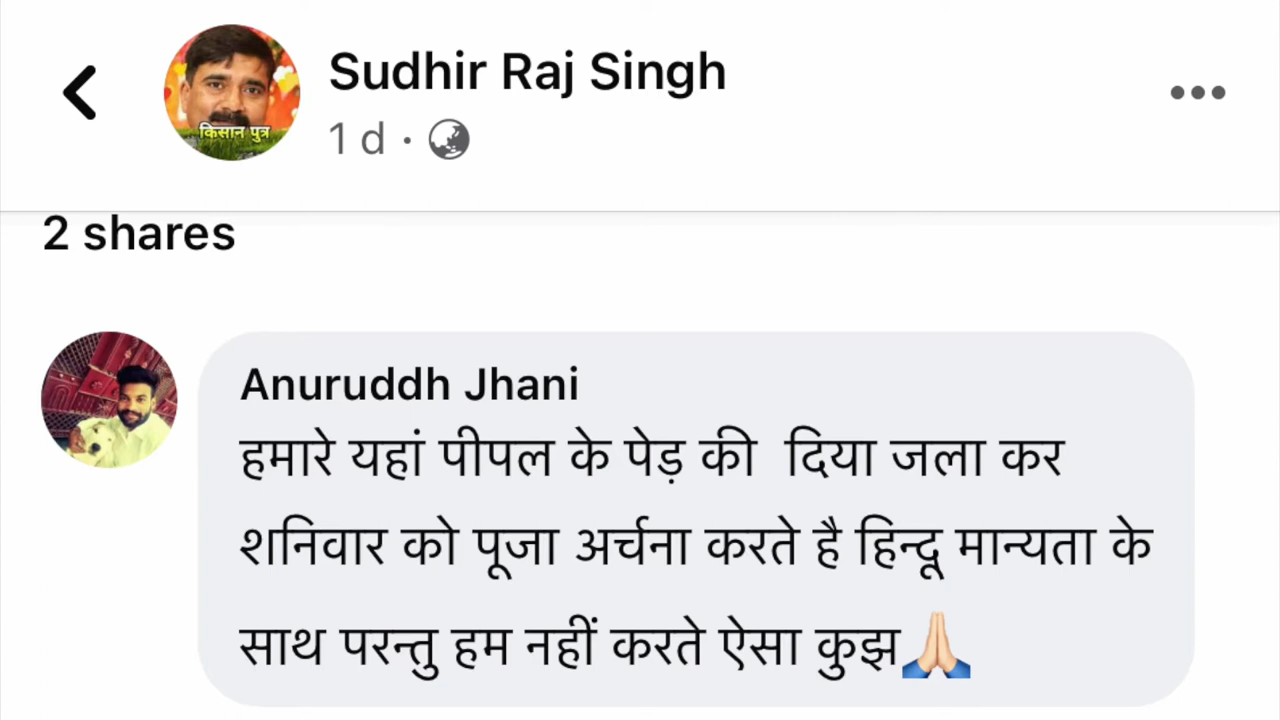 Sudhir Raj Singh
किसान पुत्र
1 d ·
2 shares
Anuruddh Jhani
हमारे यहां पीपल के पेड़ की  दिया जला कर
शनिवार को पूजा अर्चना करते है हिन्दू मान्यता के
साथ परन्तु हम नहीं करते ऐसा कुझ🙏🏻